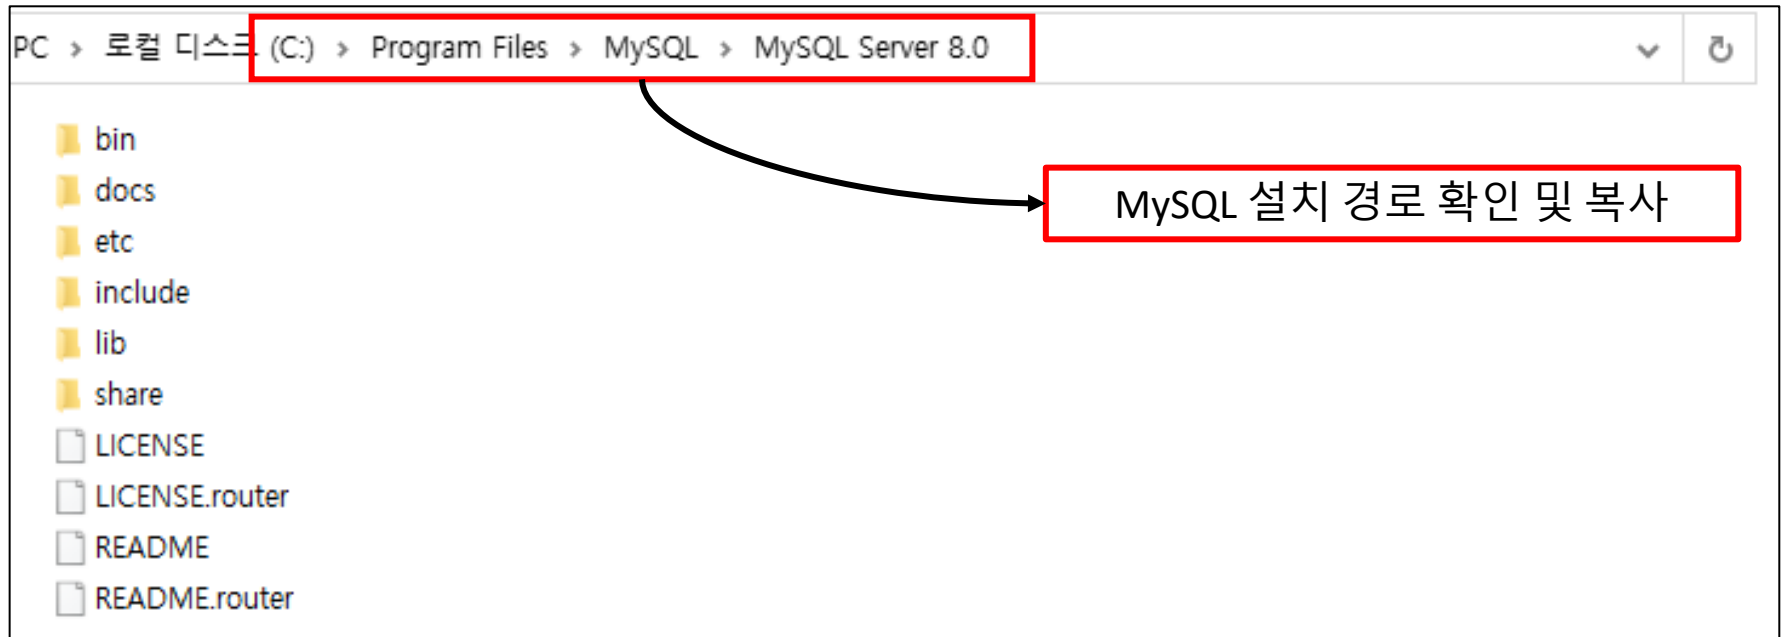 PC > 로컬 디스크 (C:) > Program Files > MySQL > MySQL Server 8.0
bin
docs
MySQL 설치 경로 확인 및 복사
etc
include
lib
share
LICENSE
LICENSE.router
README
README.router